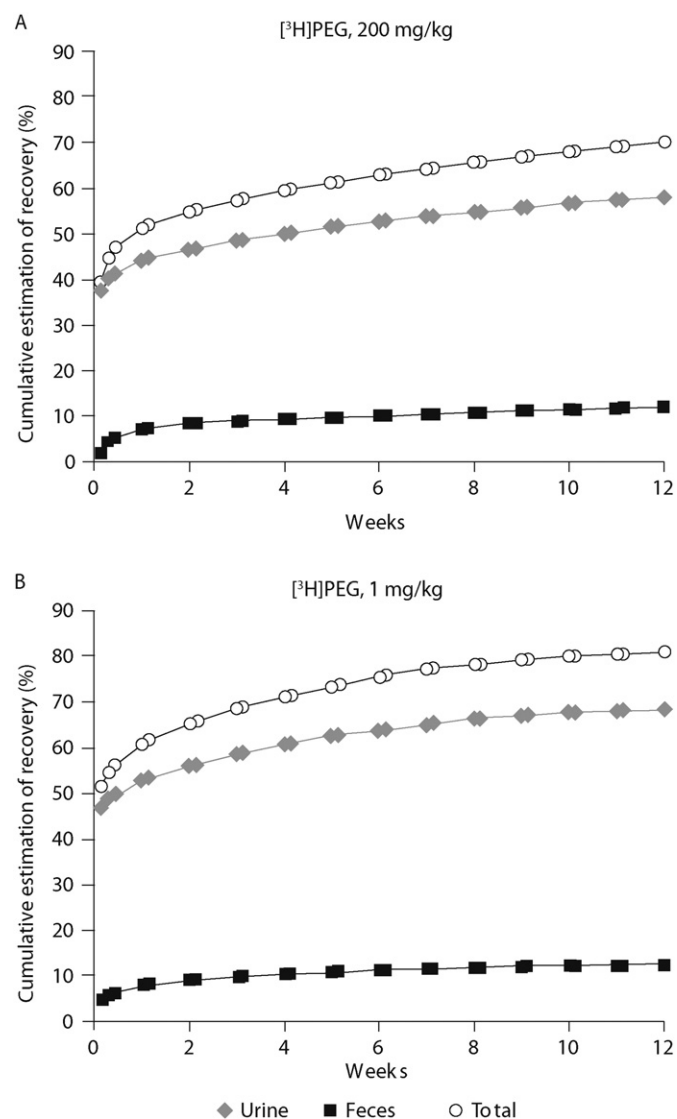 A
[³H]PEG, 200 mg/kg
90
80
70
60
50
40
30
20
10
0
Cumulative estimation of recovery (%)
0 2 4 6 8 10 12
Weeks
B
[³H]PEG, 1 mg/kg
90
80
70
60
50
40
30
20
10
0
Cumulative estimation of recovery (%)
0 2 4 6 8 10 12
Weeks
Urine Feces Total